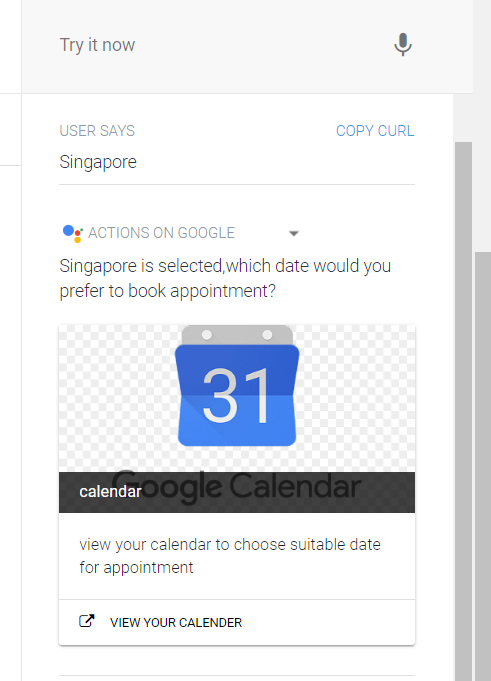 Try it now
USER SAYS COPY CURL
Singapore
ACTIONS ON GOOGLE
Singapore is selected,which date would you
prefer to book appointment?
31
Google Calendar
calendar
view your calendar to choose suitable date
for appointment
VIEW YOUR CALENDER